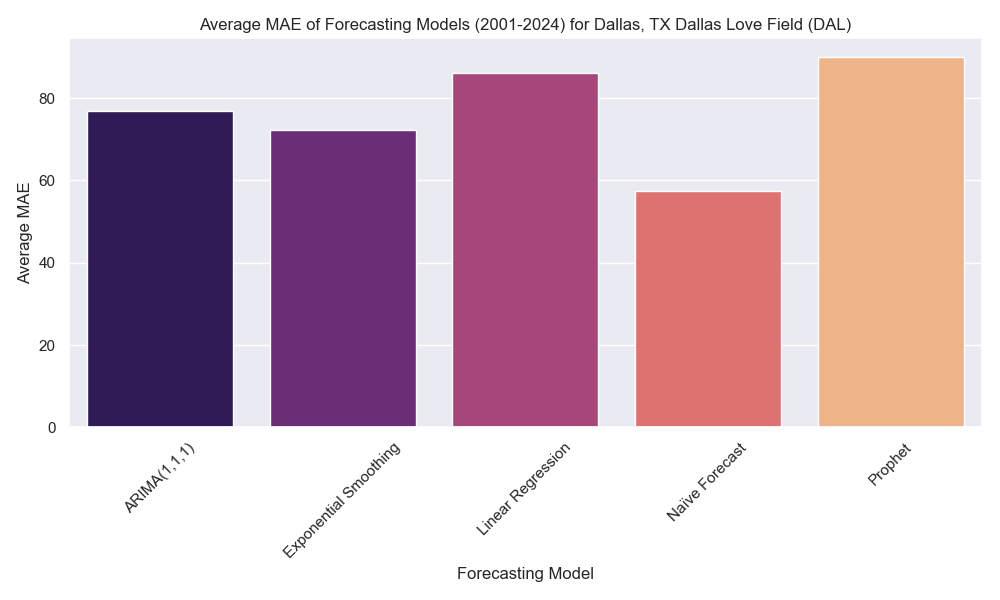 Average MAE of Forecasting Models (2001-2024) for Dallas, TX Dallas Love Field (DAL)
Average MAE
80
60
40
20
0
ARIMA(1,1,1)
Exponential Smoothing
Linear Regression
Naïve Forecast
Prophet
Forecasting Model